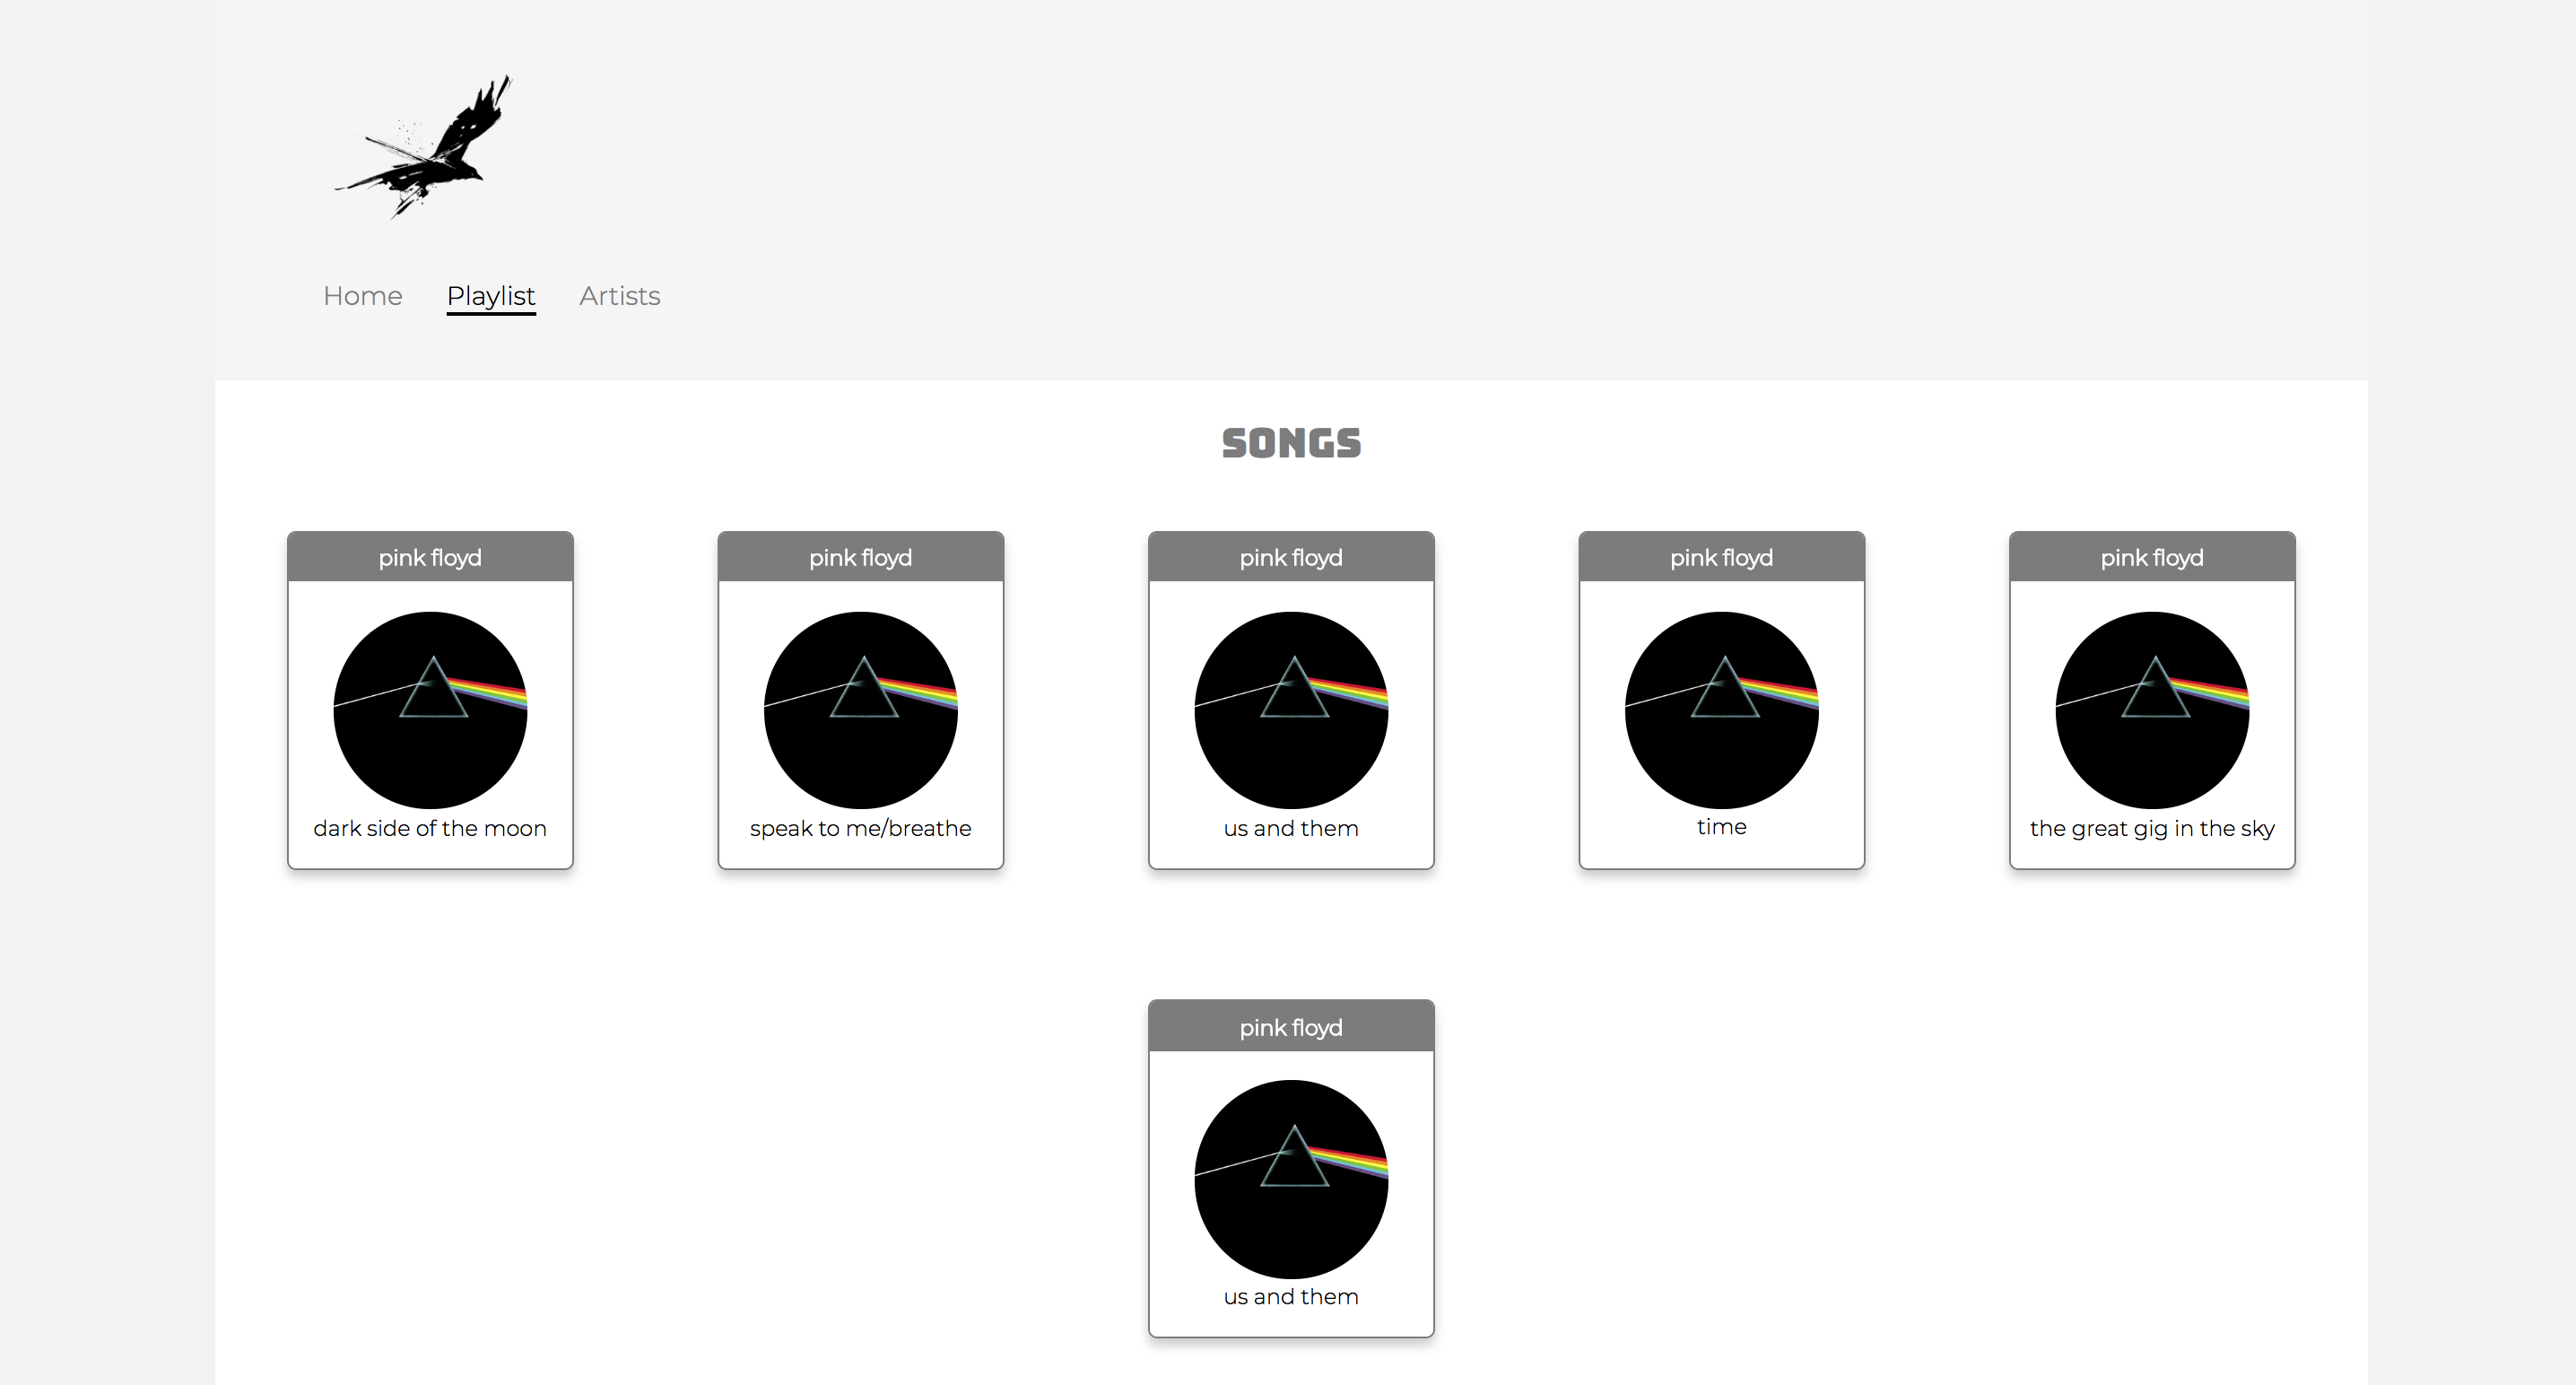 Home Playlist Artists
SONGS
pink floyd
dark side of the moon
pink floyd
speak to me/breathe
pink floyd
us and them
pink floyd
time
pink floyd
the great gig in the sky
pink floyd
us and them